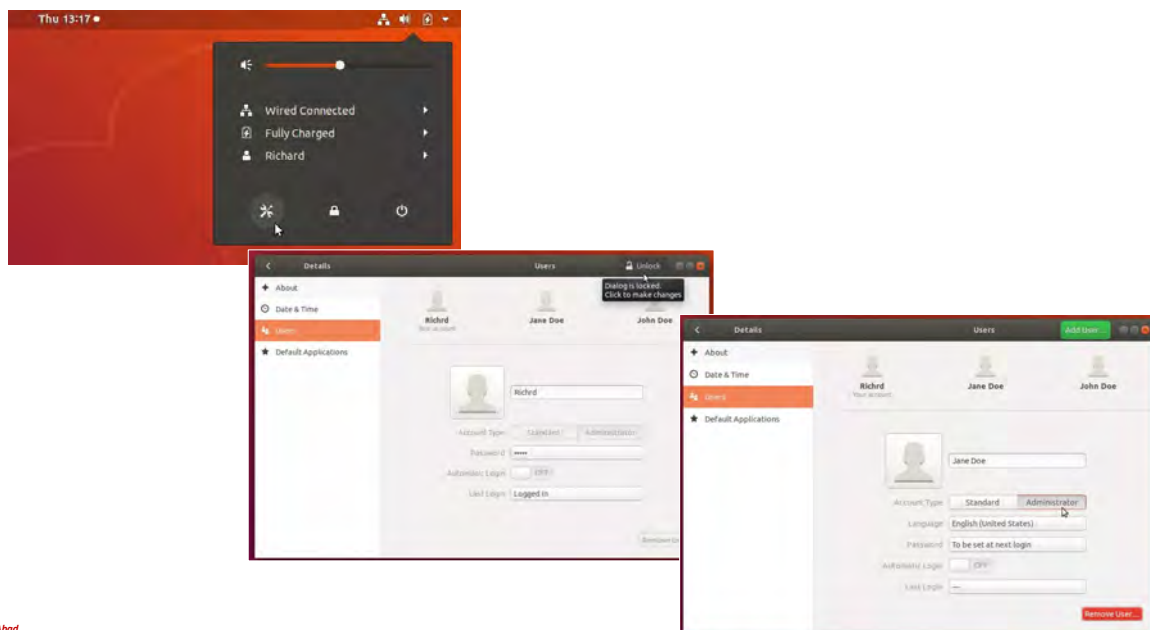 Thu 13:17
Wired Connected
Fully Charged
Richard
Details
Users
Unlock
Dialog is locked.
Click to make changes
About
Date & Time
Users
Default Applications
Richrd
Your account
Jane Doe
John Doe
Richrd
Account Type
Standard
Administrator
Password
Automatic Login
OFF
Last Login
Logged in
Details
Users
Add User...
About
Date & Time
Users
Default Applications
Richrd
Your account
Jane Doe
John Doe
Jane Doe
Account Type
Standard
Administrator
Language
English (United States)
Password
To be set at next login
Automatic Login
OFF
Last Login
—
Remove User...